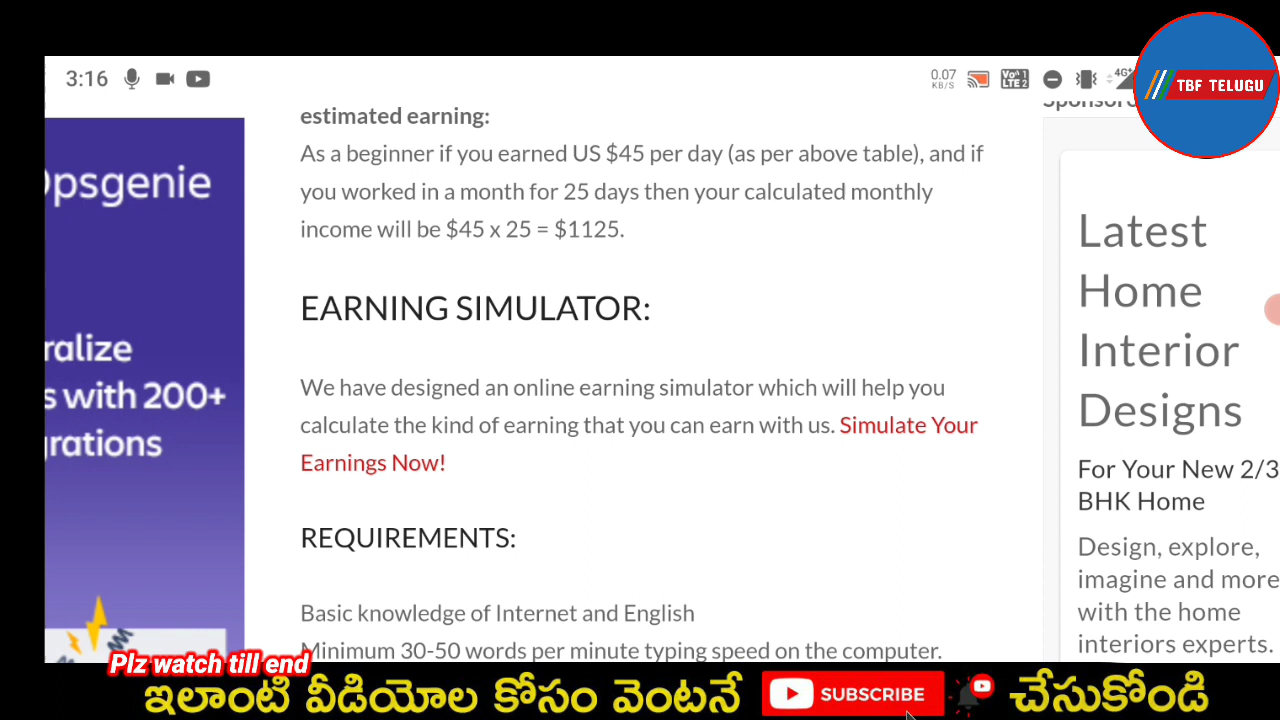 3:16
0.07
KB/S
Vo 1
LTE 2
4G+
TBF TELUGU
estimated earning:
As a beginner if you earned US $45 per day (as per above table), and if
you worked in a month for 25 days then your calculated monthly
income will be $45 x 25 = $1125.
EARNING SIMULATOR:
We have designed an online earning simulator which will help you
calculate the kind of earning that you can earn with us. Simulate Your
Earnings Now!
REQUIREMENTS:
Basic knowledge of Internet and English
Minimum 30-50 words per minute typing speed on the computer.
psgenie
ralize
s with 200+
grations
Latest
Home
Interior
Designs
For Your New 2/3
BHK Home
Design, explore,
imagine and more
with the home
interiors experts.
Plz watch till end
ఇలాంటి వీడియోల కోసం వెంటనే SUBSCRIBE చేసుకోండి